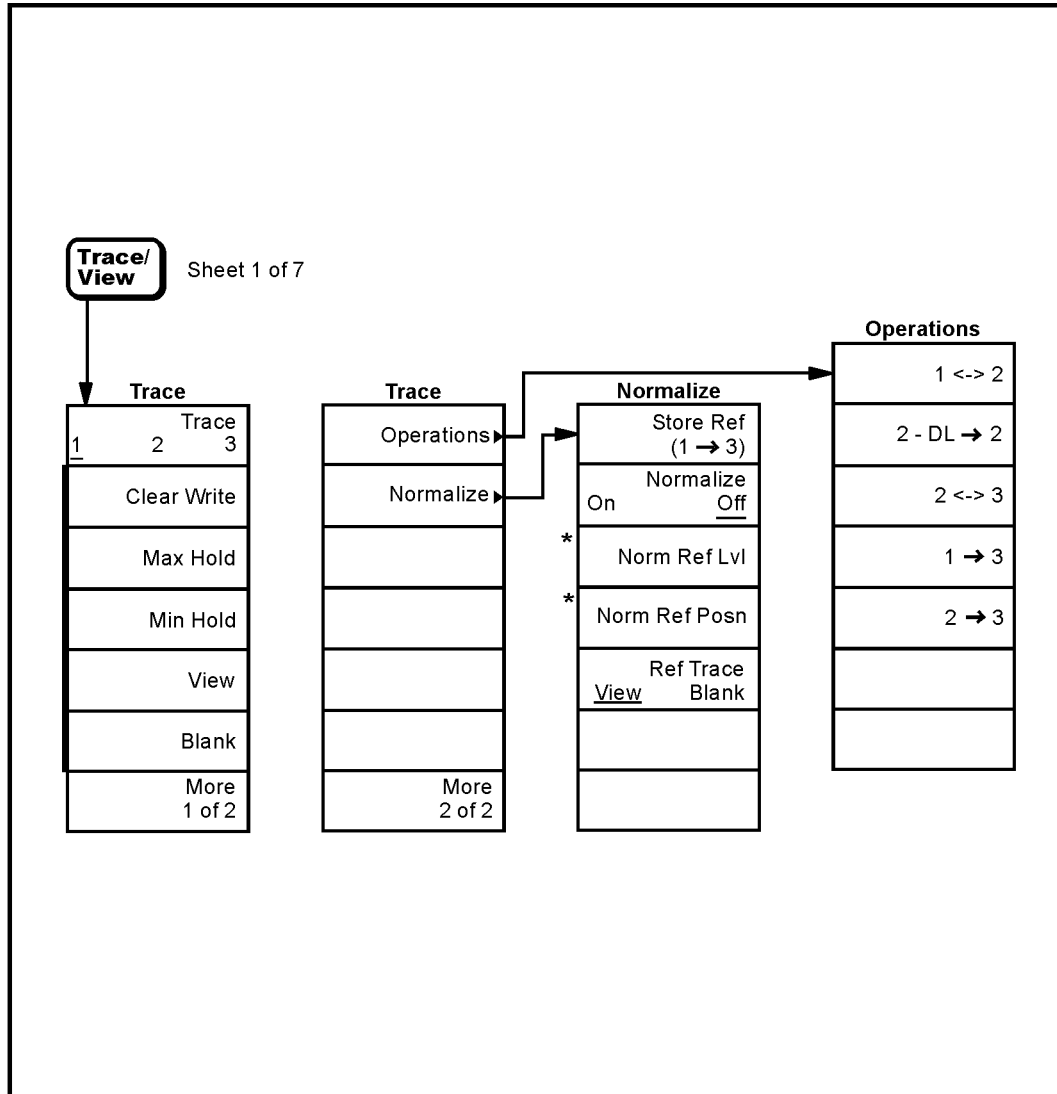 Trace/
View
Sheet 1 of 7
Trace
Trace
1 2 3
Clear Write
Max Hold
Min Hold
View
Blank
More
1 of 2
Trace
Operations
Normalize
More
2 of 2
Normalize
Store Ref
(1 → 3)
Normalize
On Off
* Norm Ref Lvl
* Norm Ref Posn
Ref Trace
View Blank
Operations
1 <-> 2
2 - DL → 2
2 <-> 3
1 → 3
2 → 3